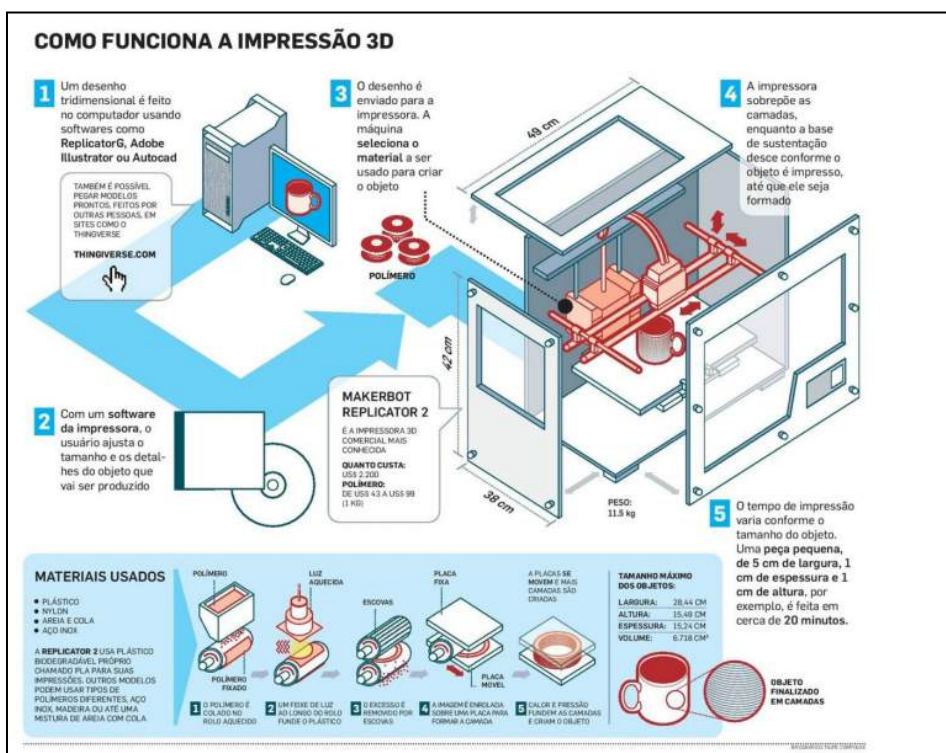 COMO FUNCIONA A IMPRESSÃO 3D
1
Um desenho
tridimensional é feito
no computador usando
softwares como
ReplicatorG, Adobe
Illustrator ou Autocad
TAMBÉM É POSSÍVEL
PEGAR MODELOS
PRONTOS, FEITOS POR
OUTRAS PESSOAS, EM
SITES COMO O
THINGIVERSE
THINGIVERSE.COM
2
Com um software
da impressora, o
usuário ajusta o
tamanho e os deta-
lhes do objeto que
vai ser produzido
3
O desenho é
enviado para a
impressora. A
máquina
seleciona o
material a ser
usado para criar
o objeto
POLÍMERO
49 cm
42 cm
38 cm
PESO:
11.5 kg
MAKERBOT
REPLICATOR 2
É A IMPRESSORA 3D
COMERCIAL MAIS
CONHECIDA
QUANTO CUSTA:
US$ 2.200
POLÍMERO:
DE US$ 43 A US$ 99
(1 KG)
4
A impressora
sobrepõe as
camadas,
enquanto a base
de sustentação
desce conforme o
objeto é impresso,
até que ele seja
formado
5
O tempo de impressão
varia conforme o
tamanho do objeto.
Uma peça pequena,
de 5 cm de largura, 1
cm de espessura e 1
cm de altura, por
exemplo, é feita em
cerca de 20 minutos.
MATERIAIS USADOS
• PLÁSTICO
• NYLON
• AREIA E COLA
• AÇO INOX
A REPLICATOR 2 USA PLÁSTICO
BIODEGRADÁVEL PRÓPRIO
CHAMADO PLA PARA SUAS
IMPRESSÕES. OUTROS MODELOS
PODEM USAR TIPOS DE
POLÍMEROS DIFERENTES, AÇO
INOX, MADEIRA OU ATÉ UMA
MISTURA DE AREIA COM COLA
POLÍMERO
POLÍMERO
FIXADO
1 O POLÍMERO É
COLADO NO
ROLO AQUECIDO
LUZ
AQUECIDA
2 UM FEIXE DE LUZ
AO LONGO DO ROLO
FUNDE O PLÁSTICO
ESCOVAS
3 O EXCESSO É
REMOVIDO POR
ESCOVAS
PLACA
FIXA
PLACA
MÓVEL
4 A IMAGEM É ENROLADA
SOBRE UMA PLACA PARA
FORMAR A CAMADA
A PLACAS SE
MOVEM E MAIS
CAMADAS SÃO
CRIADAS
5 CALOR E PRESSÃO
FUNDEM AS CAMADAS
E CRIAM O OBJETO
TAMANHO MÁXIMO
DOS OBJETOS:
LARGURA: 28,44 CM
ALTURA: 15,49 CM
ESPESSURA: 15,24 CM
VOLUME: 6.718 CM³
OBJETO
FINALIZADO
EM CAMADAS